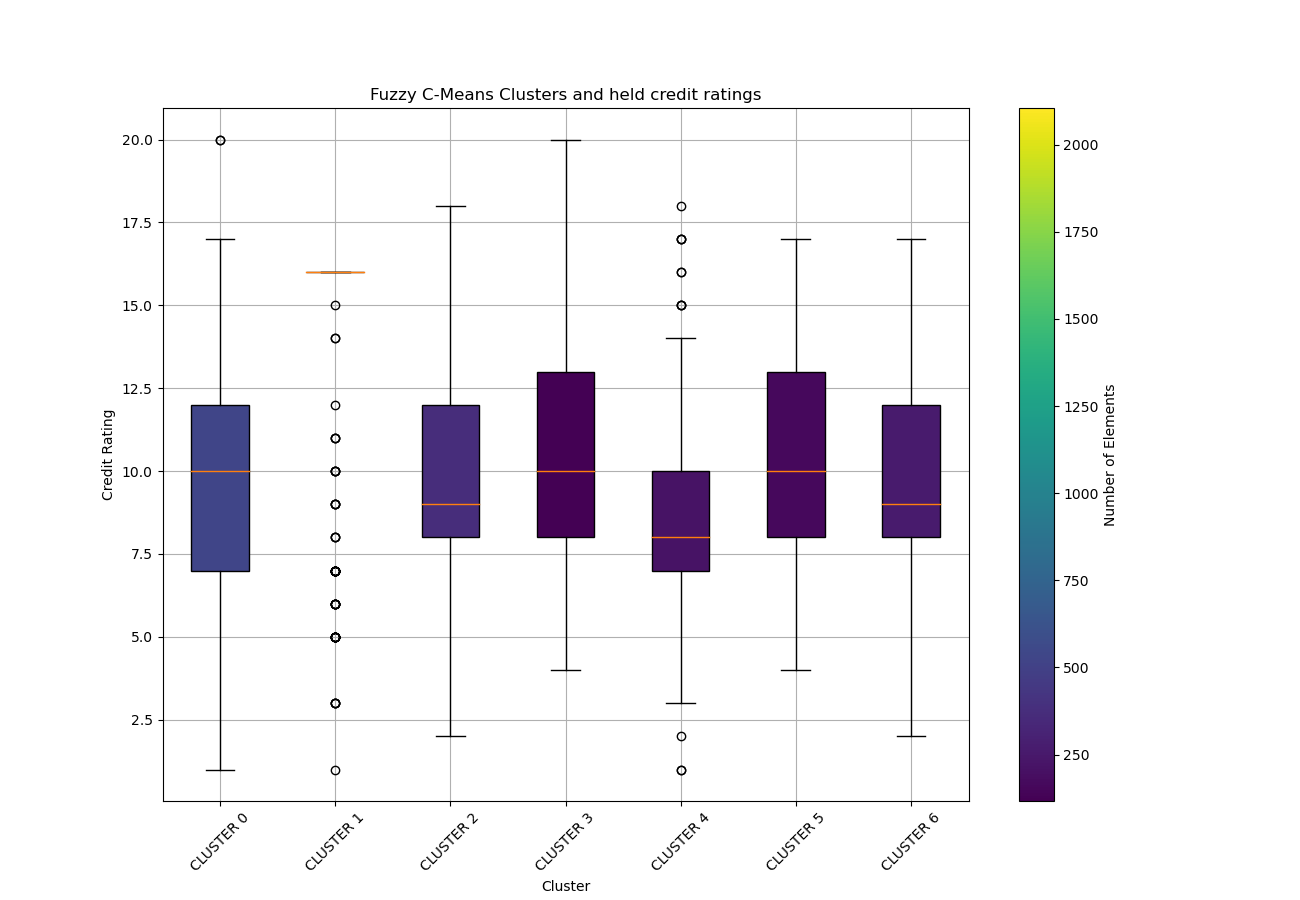 Fuzzy C-Means Clusters and held credit ratings
20.0
17.5
15.0
12.5
10.0
7.5
5.0
2.5
Credit Rating
CLUSTER 0
CLUSTER 1
CLUSTER 2
CLUSTER 3
CLUSTER 4
CLUSTER 5
CLUSTER 6
Cluster
2000
1750
1500
1250
1000
750
500
250
Number of Elements